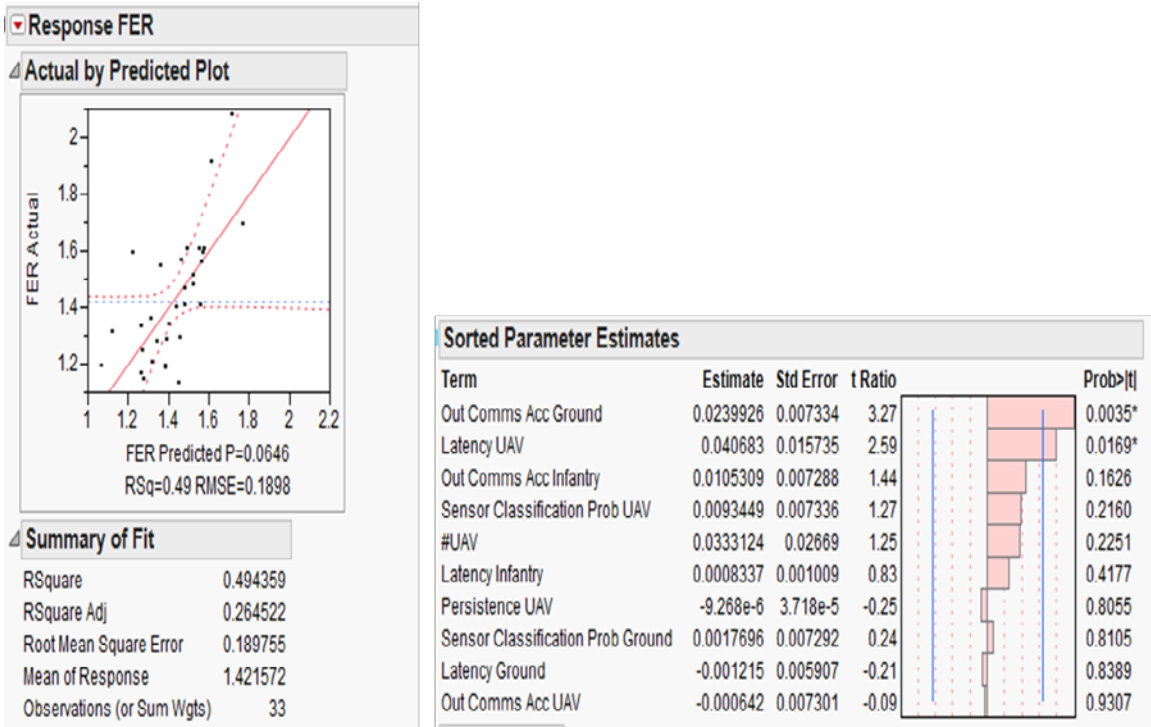 Response FER
Actual by Predicted Plot
2
1.8
1.6
1.4
1.2
FER Actual
1 1.2 1.4 1.6 1.8 2 2.2
FER Predicted P=0.0646
RSq=0.49 RMSE=0.1898
Summary of Fit
RSquare 0.494359
RSquare Adj 0.264522
Root Mean Square Error 0.189755
Mean of Response 1.421572
Observations (or Sum Wgts) 33
Sorted Parameter Estimates
Term Estimate Std Error t Ratio Prob>|t|
Out Comms Acc Ground 0.0239926 0.007334 3.27 0.0035*
Latency UAV 0.040683 0.015735 2.59 0.0169*
Out Comms Acc Infantry 0.0105309 0.007288 1.44 0.1626
Sensor Classification Prob UAV 0.0093449 0.007336 1.27 0.2160
#UAV 0.0333124 0.02669 1.25 0.2251
Latency Infantry 0.0008337 0.001009 0.83 0.4177
Persistence UAV -9.268e-6 3.718e-5 -0.25 0.8055
Sensor Classification Prob Ground 0.0017696 0.007292 0.24 0.8105
Latency Ground -0.001215 0.005907 -0.21 0.8389
Out Comms Acc UAV -0.000642 0.007301 -0.09 0.9307